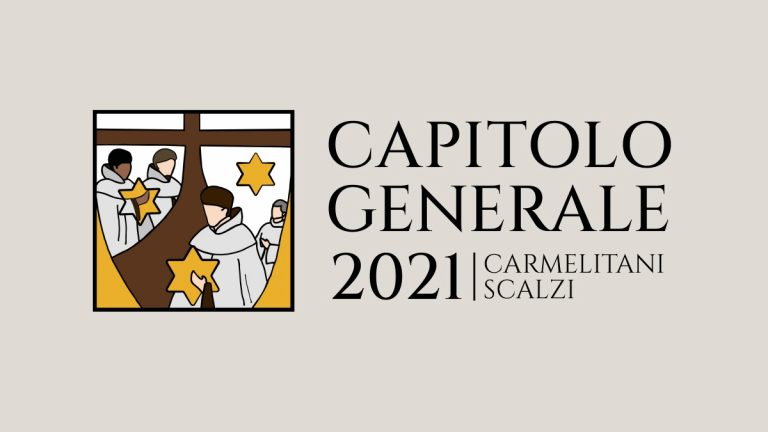 CAPITOLO
GENERALE
2021 | CARMELITANI
SCALZI